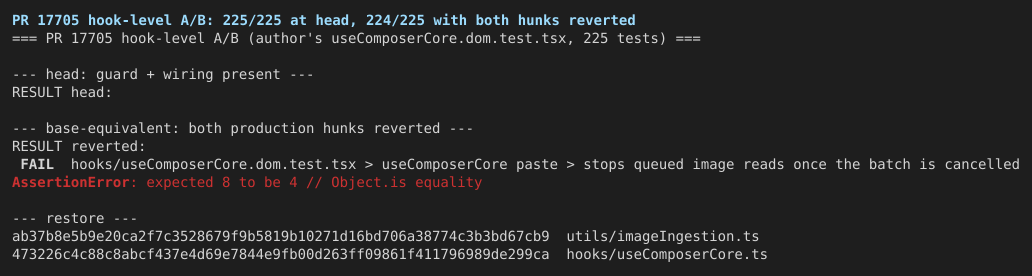 PR 17705 hook-level A/B: 225/225 at head, 224/225 with both hunks reverted
=== PR 17705 hook-level A/B (author's useComposerCore.dom.test.tsx, 225 tests) ===
--- head: guard + wiring present ---
RESULT head:
--- base-equivalent: both production hunks reverted ---
RESULT reverted:
FAIL hooks/useComposerCore.dom.test.tsx > useComposerCore paste > stops queued image reads once the batch is cancelled
AssertionError: expected 8 to be 4 // Object.is equality
--- restore ---
ab37b8e5b9e20ca2f7c3528679f9b5819b10271d16bd706a38774c3b3bd67cb9 utils/imageIngestion.ts
473226c4c88c8abcf437e4d69e7844e9fb00d263ff09861f411796989de299ca hooks/useComposerCore.ts